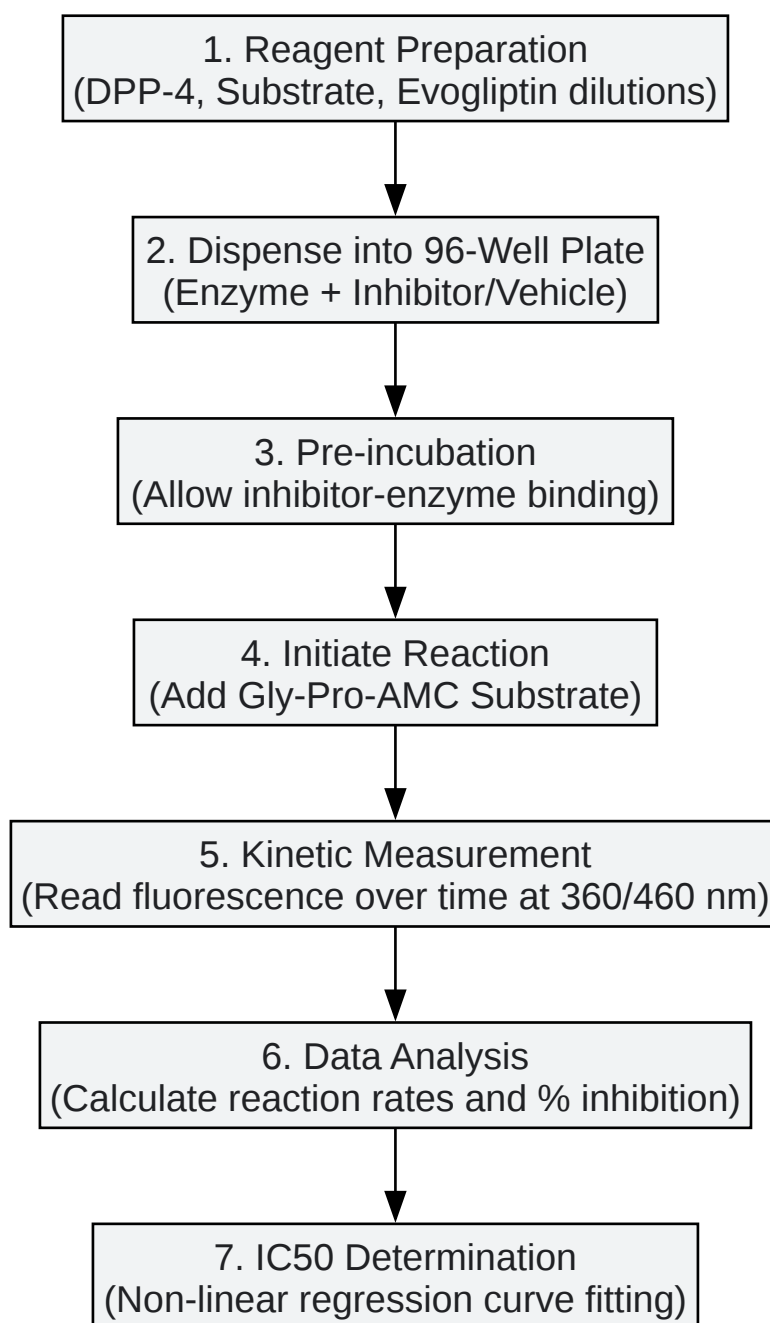 1. Reagent Preparation
(DPP-4, Substrate, Evogliptin dilutions)
2. Dispense into 96-Well Plate
(Enzyme + Inhibitor/Vehicle)
3. Pre-incubation
(Allow inhibitor-enzyme binding)
4. Initiate Reaction
(Add Gly-Pro-AMC Substrate)
5. Kinetic Measurement
(Read fluorescence over time at 360/460 nm)
6. Data Analysis
(Calculate reaction rates and % inhibition)
7. IC50 Determination
(Non-linear regression curve fitting)